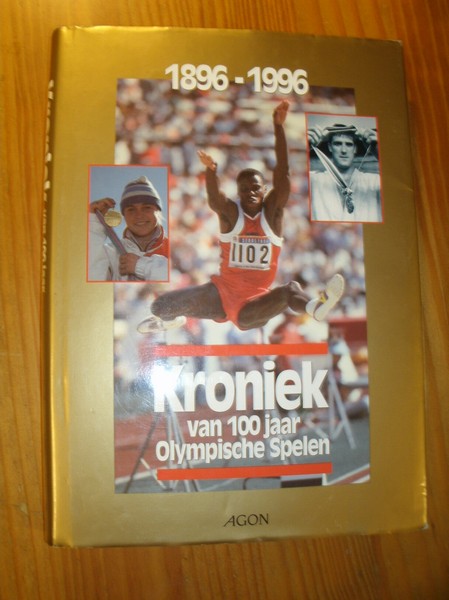 1896-1996
1102
Kroniek
van 100 jaar
Olympische Spelen
AGON